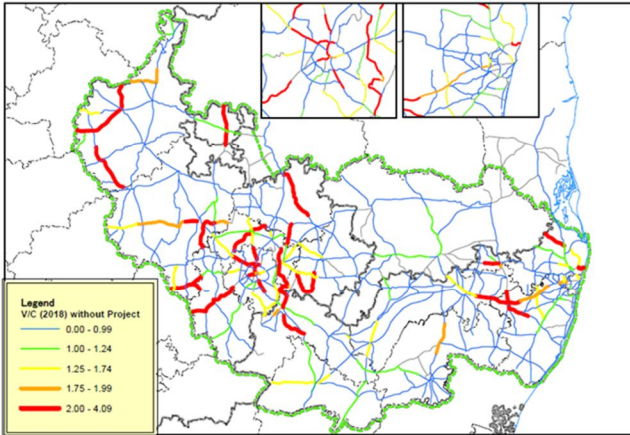 Legend
V/C (2018) without Project
0.00 - 0.99
1.00 - 1.24
1.25 - 1.74
1.75 - 1.99
2.00 - 4.09